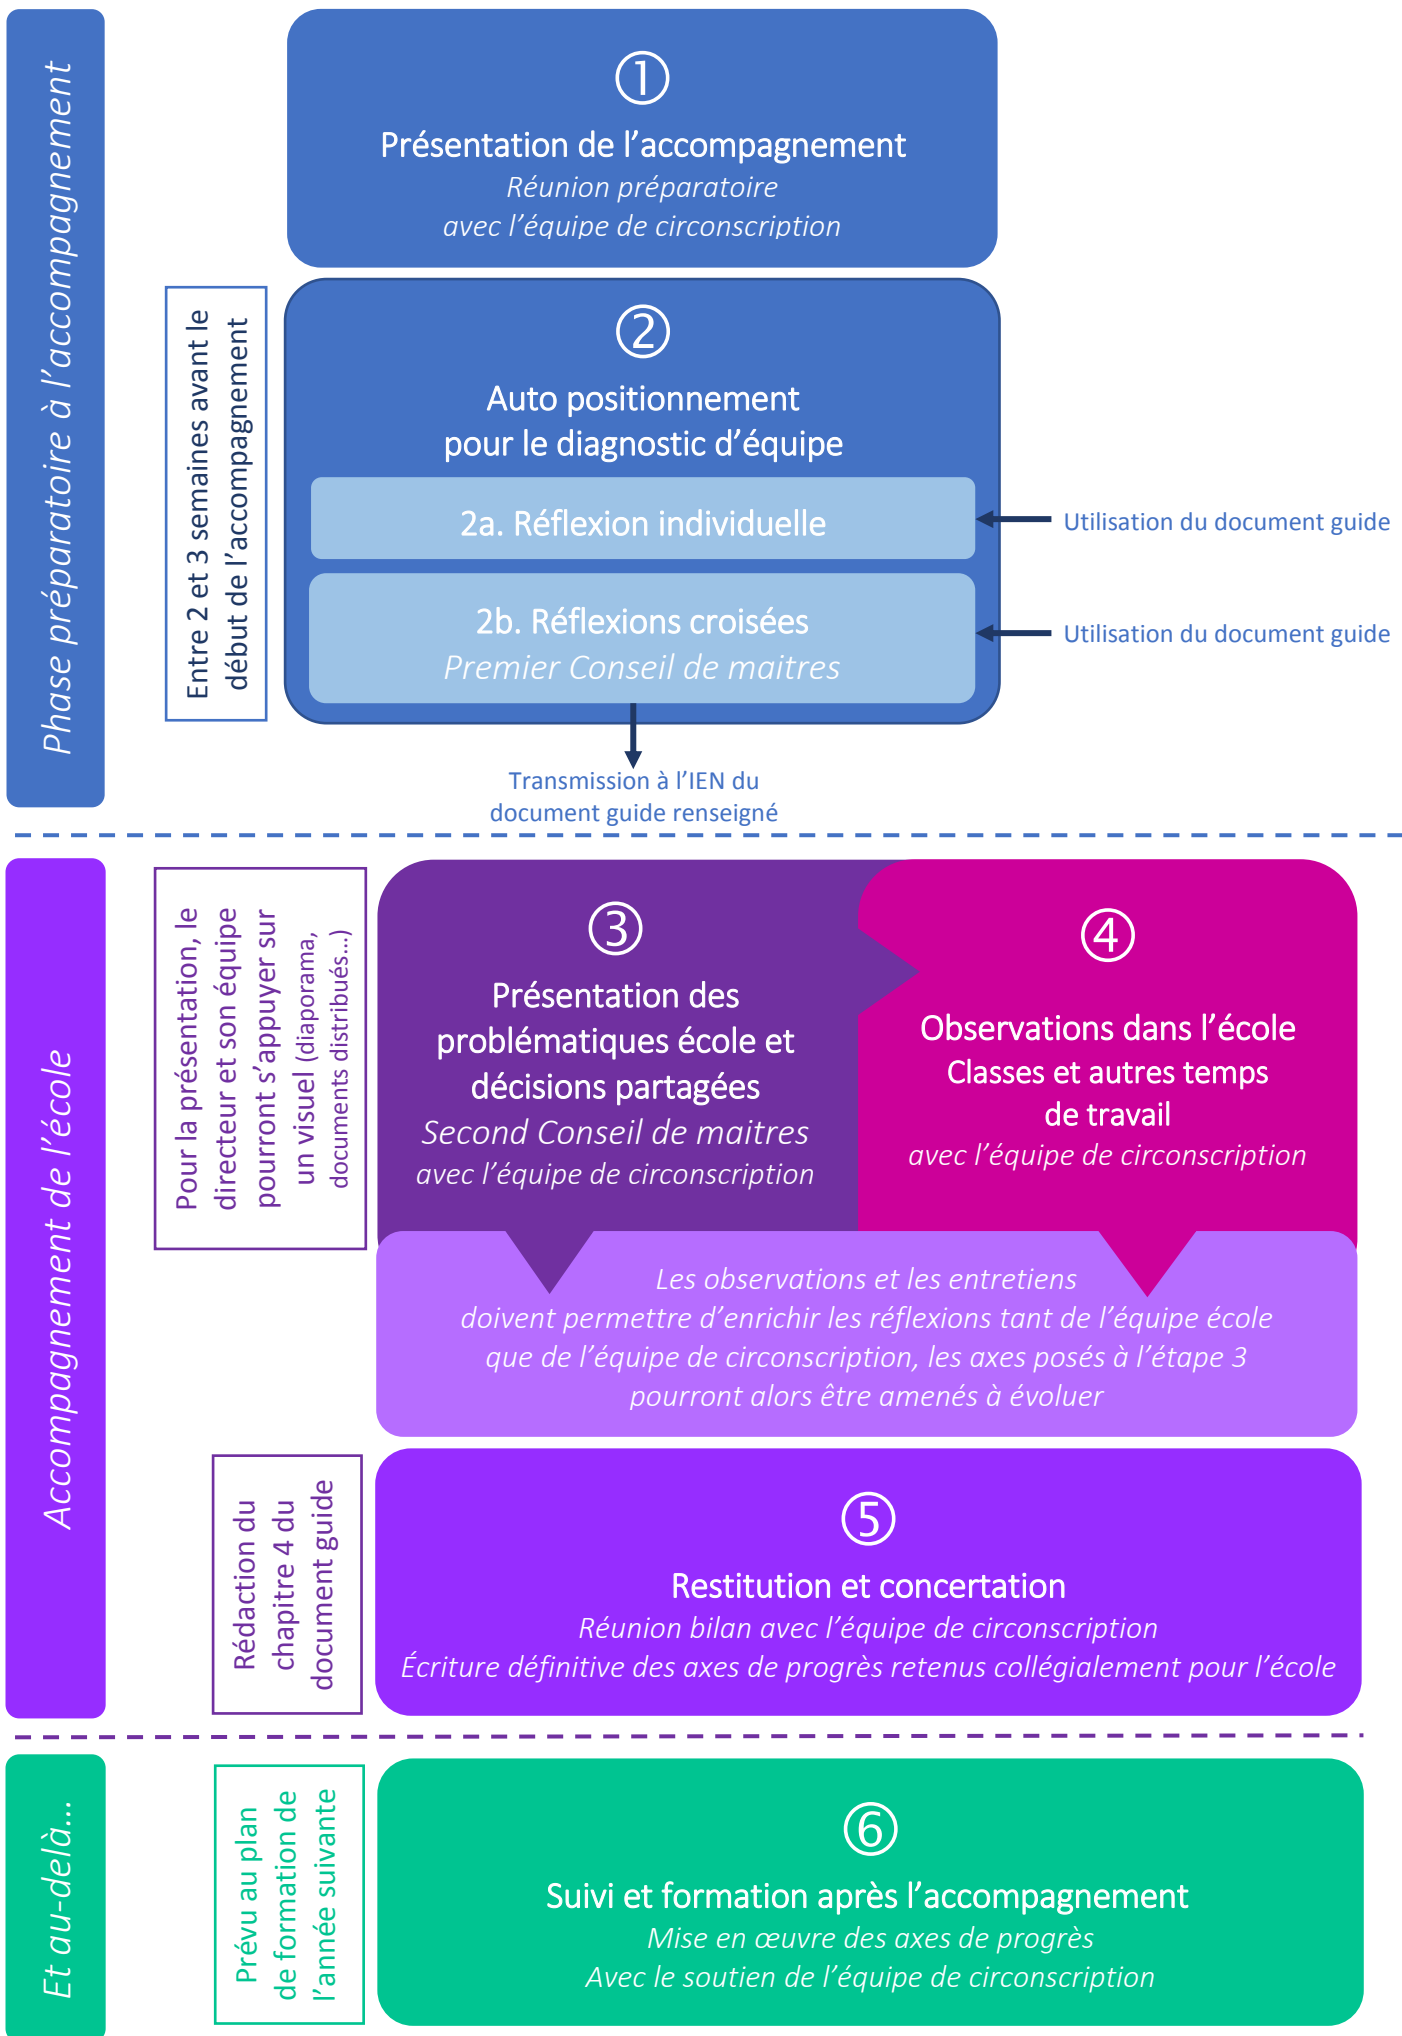 Phase préparatoire à l'accompagnement
①
Présentation de l'accompagnement
Réunion préparatoire
avec l'équipe de circonscription
Entre 2 et 3 semaines avant le
début de l'accompagnement
②
Auto positionnement
pour le diagnostic d'équipe
2a. Réflexion individuelle
Utilisation du document guide
2b. Réflexions croisées
Premier Conseil de maitres
Utilisation du document guide
Transmission à l'IEN du
document guide renseigné
Accompagnement de l'école
Pour la présentation, le
directeur et son équipe
pourront s'appuyer sur
un visuel (diaporama,
documents distribués…)
③
Présentation des
problématiques école et
décisions partagées
Second Conseil de maitres
avec l'équipe de circonscription
④
Observations dans l'école
Classes et autres temps
de travail
avec l'équipe de circonscription
Les observations et les entretiens
doivent permettre d'enrichir les réflexions tant de l'équipe école
que de l'équipe de circonscription, les axes posés à l'étape 3
pourront alors être amenés à évoluer
Rédaction du
chapitre 4 du
document guide
⑤
Restitution et concertation
Réunion bilan avec l'équipe de circonscription
Écriture définitive des axes de progrès retenus collégialement pour l'école
Et au-delà…
Prévu au plan
de formation de
l'année suivante
⑥
Suivi et formation après l'accompagnement
Mise en œuvre des axes de progrès
Avec le soutien de l'équipe de circonscription